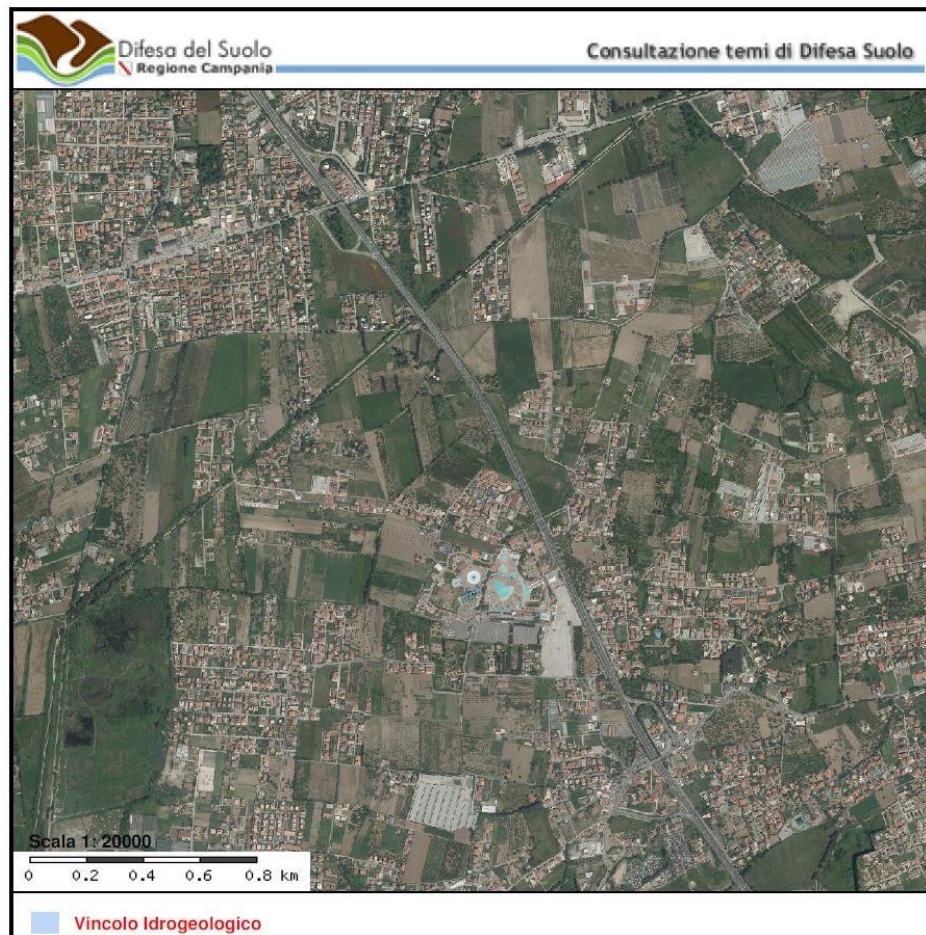 Difesa del Suolo
Regione Campania
Consultazione temi di Difesa Suolo
Scala 1: 20000
0 0.2 0.4 0.6 0.8 km
Vincolo Idrogeologico